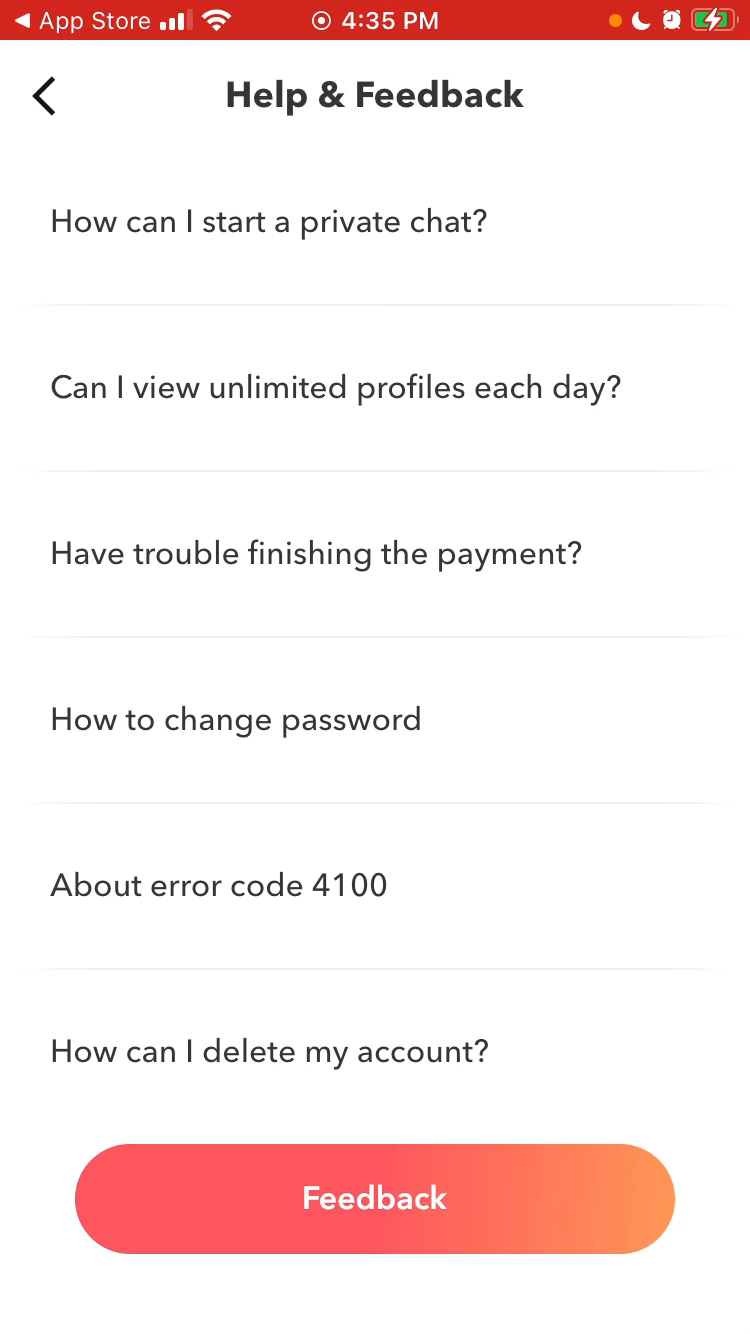 App Store 4:35 PM
Help & Feedback
How can I start a private chat?
Can I view unlimited profiles each day?
Have trouble finishing the payment?
How to change password
About error code 4100
How can I delete my account?
Feedback